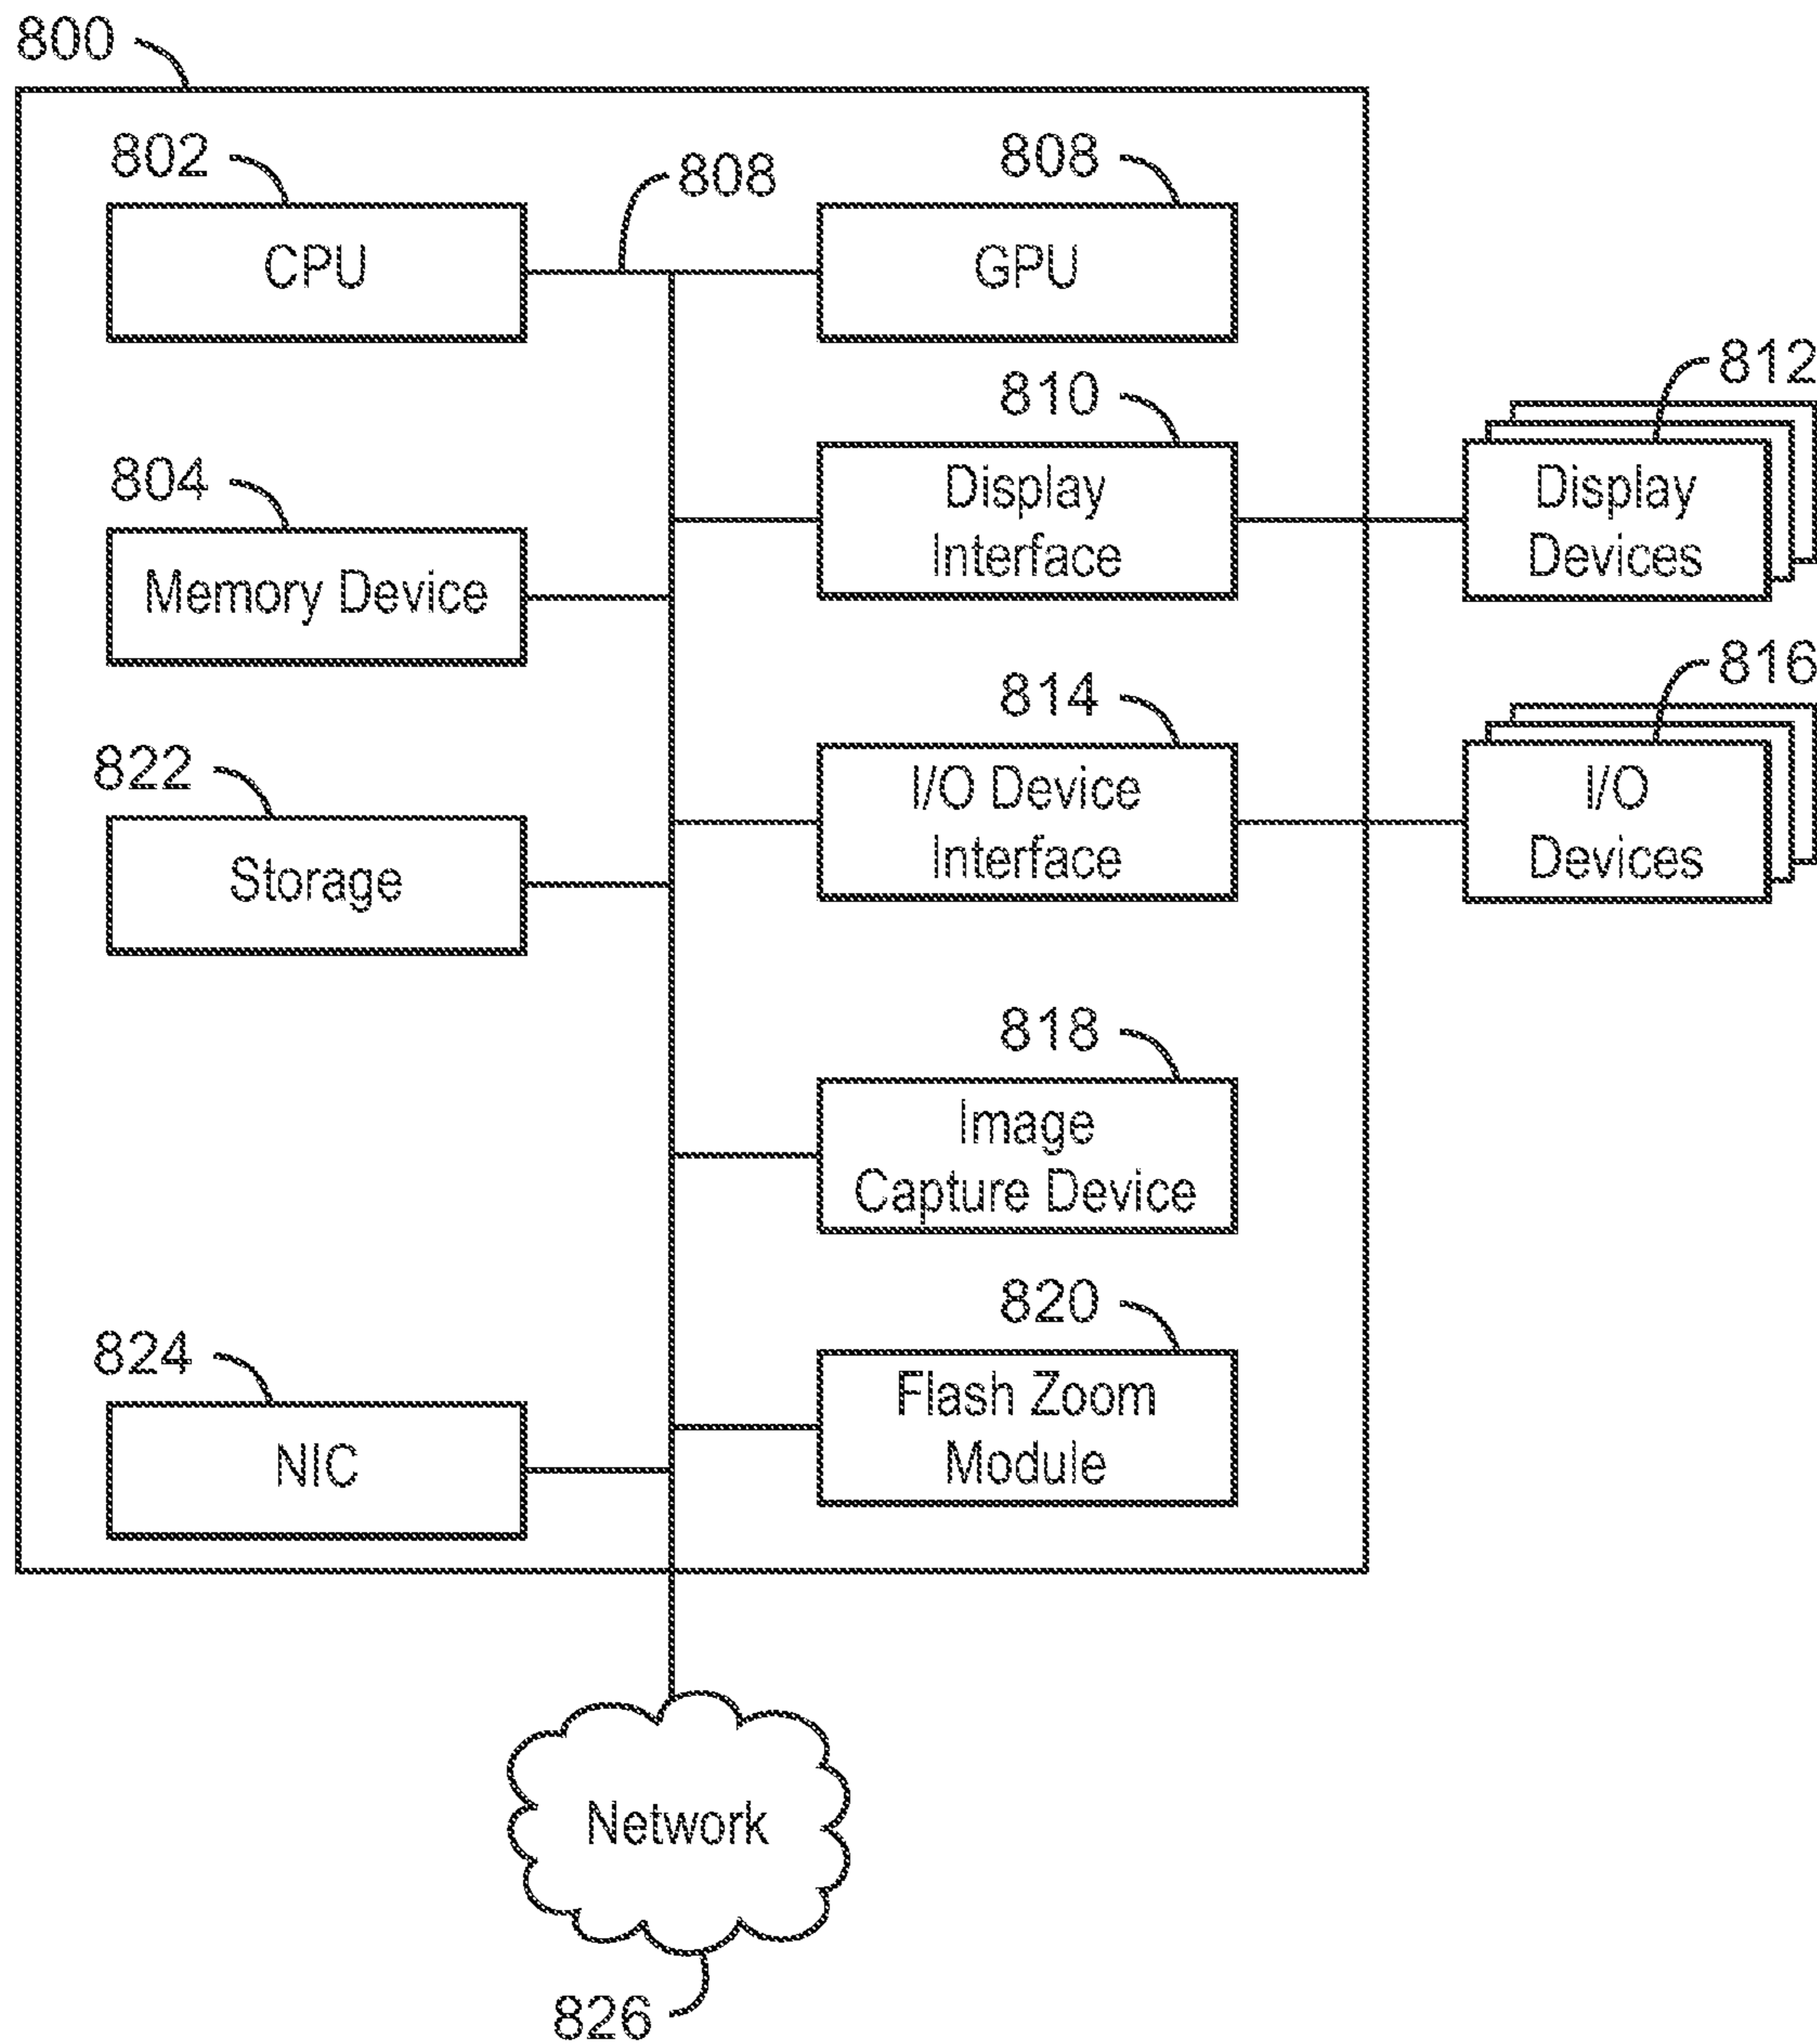 800
802
808
808
CPU
GPU
810
812
Display
Interface
Display
Devices
804
Memory Device
814
816
I/O Device
Interface
I/O
Devices
822
Storage
818
Image
Capture Device
820
Flash Zoom
Module
824
NIC
Network
826